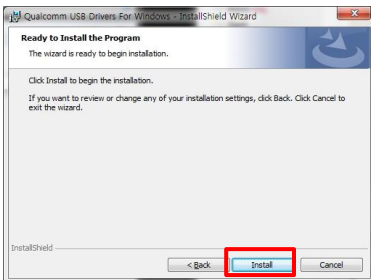 Qualcomm USB Drivers For Windows - InstallShield Wizard
Ready to Install the Program
The wizard is ready to begin installation.
Click Install to begin the installation.
If you want to review or change any of your installation settings, click Back. Click Cancel to
exit the wizard.
InstallShield
< Back
Install
Cancel